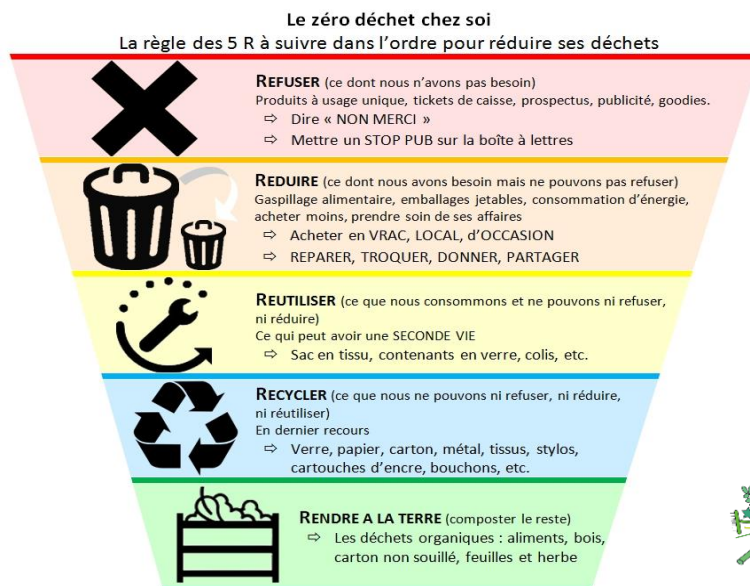 Le zéro déchet chez soi
La règle des 5 R à suivre dans l'ordre pour réduire ses déchets
REFUSER (ce dont nous n'avons pas besoin)
Produits à usage unique, tickets de caisse, prospectus, publicité, goodies.
⇨ Dire « NON MERCI »
⇨ Mettre un STOP PUB sur la boîte à lettres
REDUIRE (ce dont nous avons besoin mais ne pouvons pas refuser)
Gaspillage alimentaire, emballages jetables, consommation d'énergie,
acheter moins, prendre soin de ses affaires
⇨ Acheter en VRAC, LOCAL, d'OCCASION
⇨ REPARER, TROQUER, DONNER, PARTAGER
REUTILISER (ce que nous consommons et ne pouvons ni refuser,
ni réduire)
Ce qui peut avoir une SECONDE VIE
⇨ Sac en tissu, contenants en verre, colis, etc.
RECYCLER (ce que nous ne pouvons ni refuser, ni réduire,
ni réutiliser)
En dernier recours
⇨ Verre, papier, carton, métal, tissus, stylos,
cartouches d'encre, bouchons, etc.
RENDRE A LA TERRE (composter le reste)
⇨ Les déchets organiques : aliments, bois,
carton non souillé, feuilles et herbe